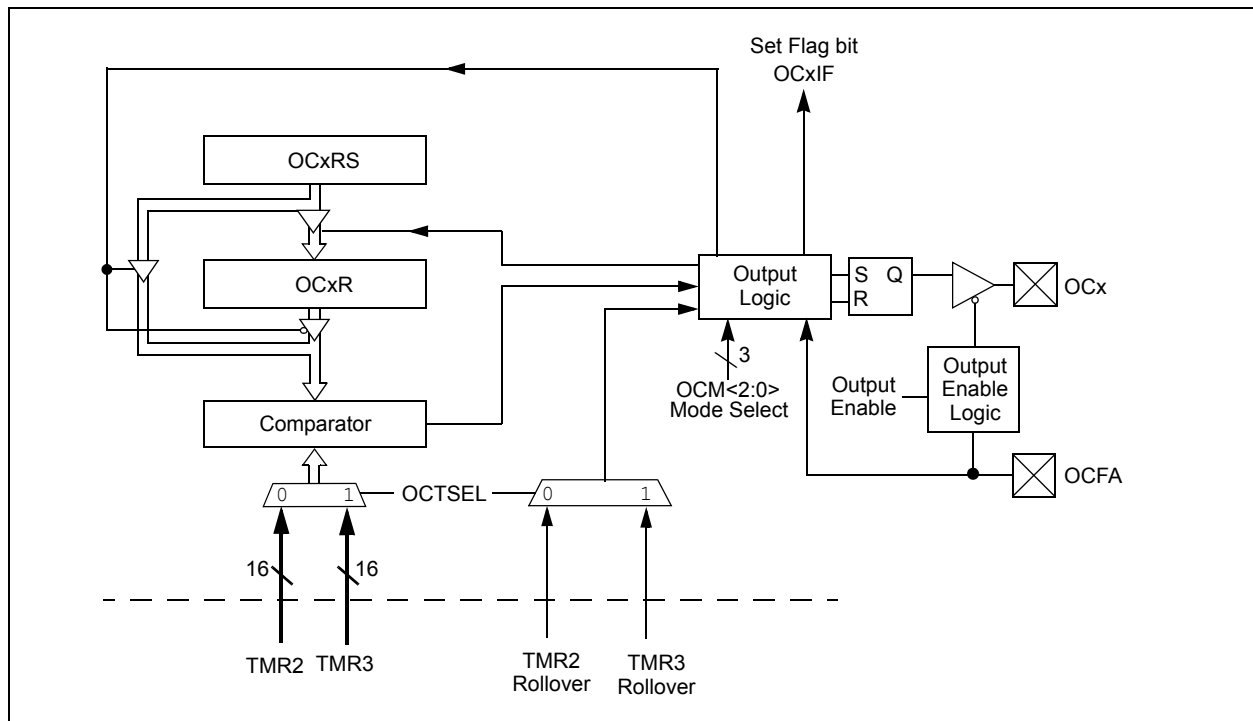 Set Flag bit
OCxIF
OCxRS
OCxR
Output
Logic
S Q
R
OCx
3
OCM<2:0>
Mode Select
Output
Enable
Output
Enable
Logic
Comparator
OCFA
0 1
OCTSEL
0 1
16
16
TMR2
TMR3
TMR2
Rollover
TMR3
Rollover